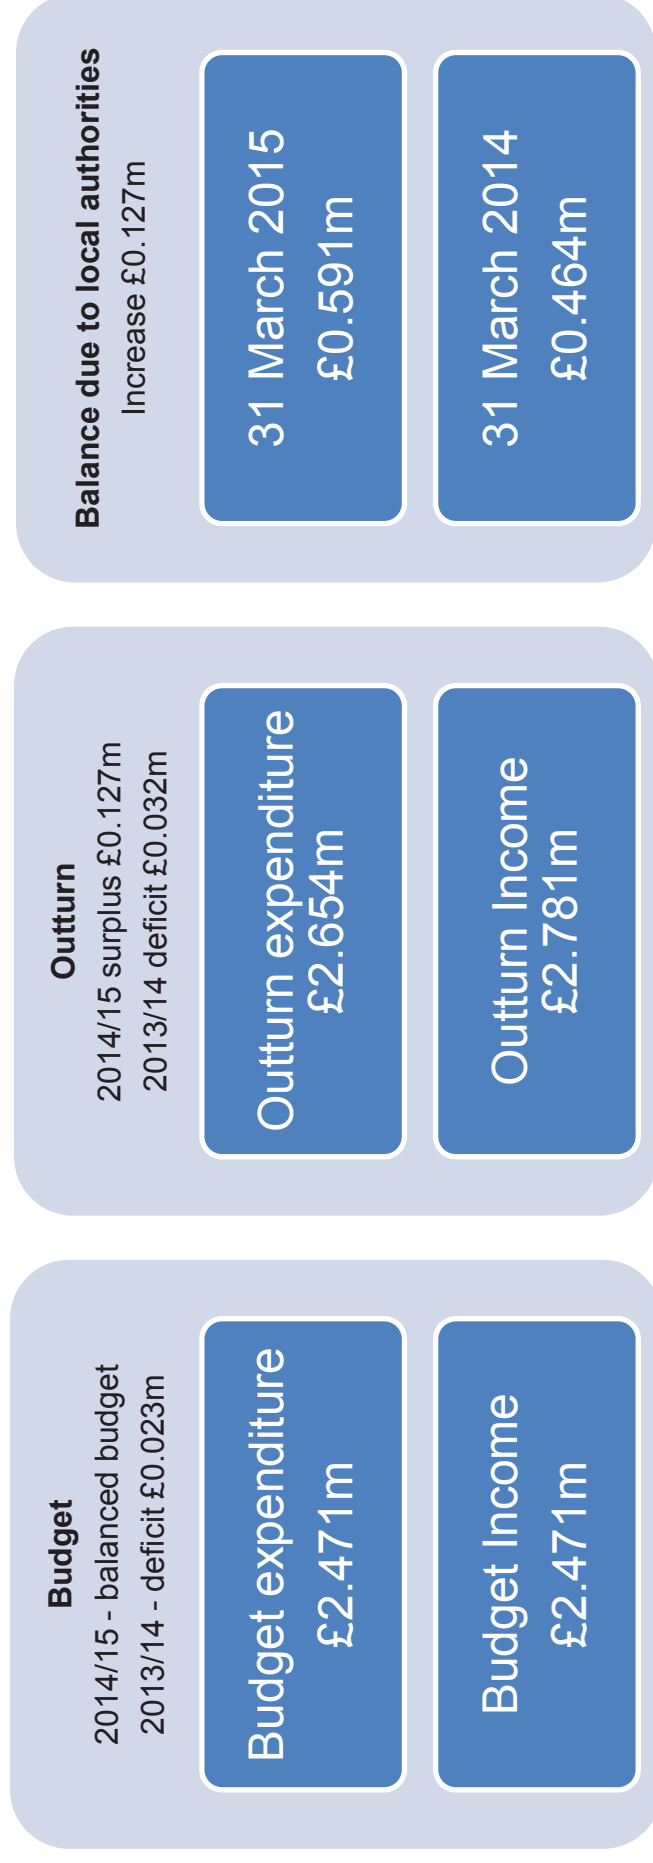 Budget
2014/15 - balanced budget
2013/14 - deficit £0.023m
Budget expenditure
£2.471m
Budget Income
£2.471m
Outturn
2014/15 surplus £0.127m
2013/14 deficit £0.032m
Outturn expenditure
£2.654m
Outturn Income
£2.781m
Balance due to local authorities
Increase £0.127m
31 March 2015
£0.591m
31 March 2014
£0.464m